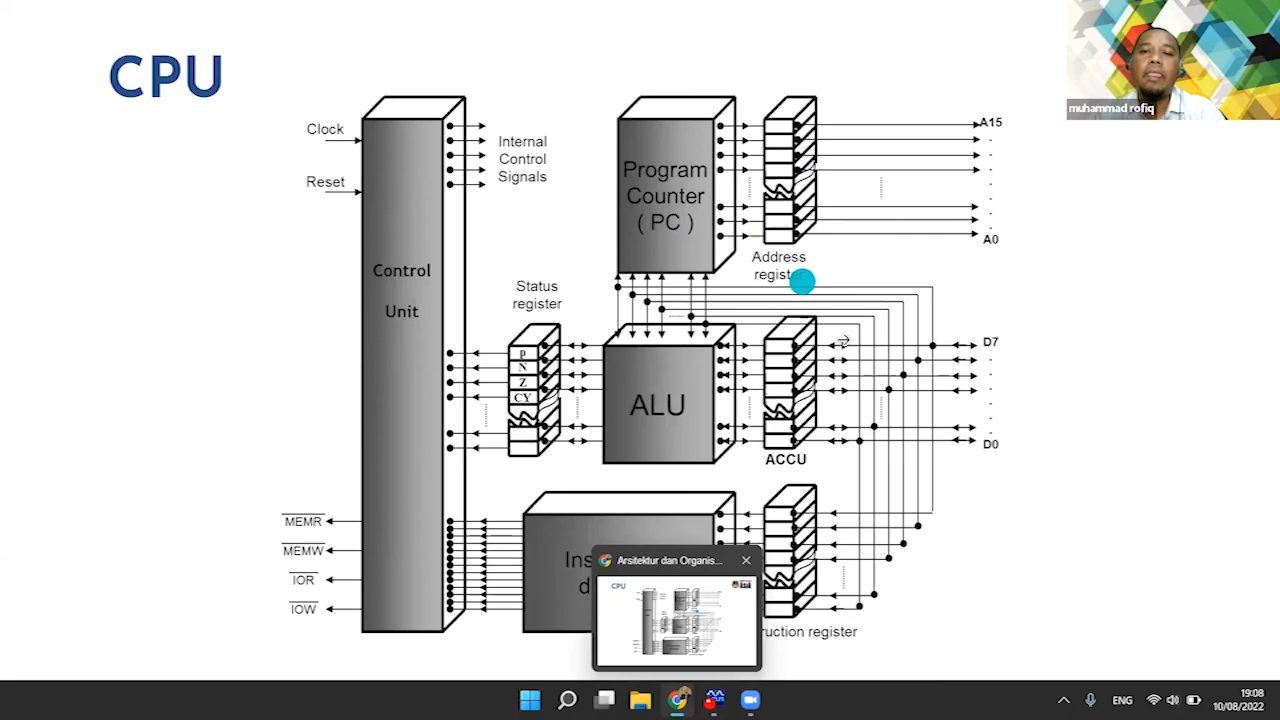 CPU
muhammad rofiq
Clock
Reset
Internal
Control
Signals
Program
Counter
( PC )
A15
A0
Address
register
Control
Unit
Status
register
P
N
Z
CY
ALU
ACCU
D7
D0
MEMR
MEMW
IOR
IOW
Ins
d
ruction register
Arsitektur dan Organis...
CPU
ENG
19:08
10/08/2022